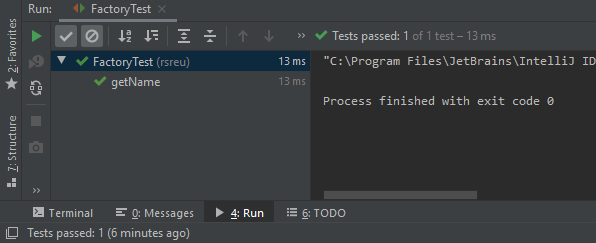 Run: FactoryTest
Tests passed: 1 of 1 test – 13 ms
FactoryTest (rsreu) 13 ms
getName 13 ms
"C:\Program Files\JetBrains\IntelliJ ID
Process finished with exit code 0
2: Favorites
7: Structure
Terminal 0: Messages 4: Run 6: TODO
Tests passed: 1 (6 minutes ago)